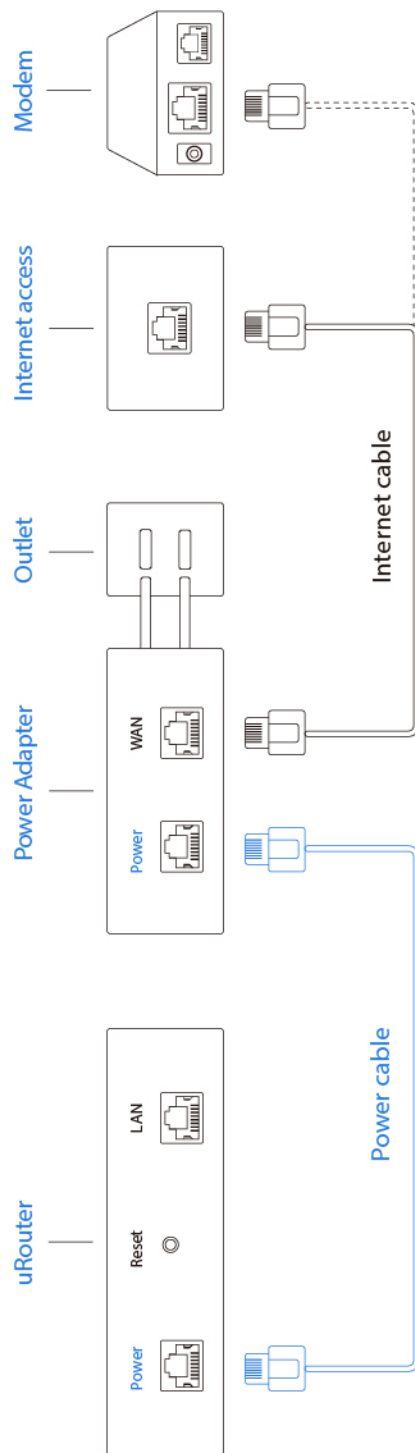 uRouter
Power Adapter
Outlet
Internet access
Modem
Power
Reset
LAN
Power
WAN
Power cable
Internet cable